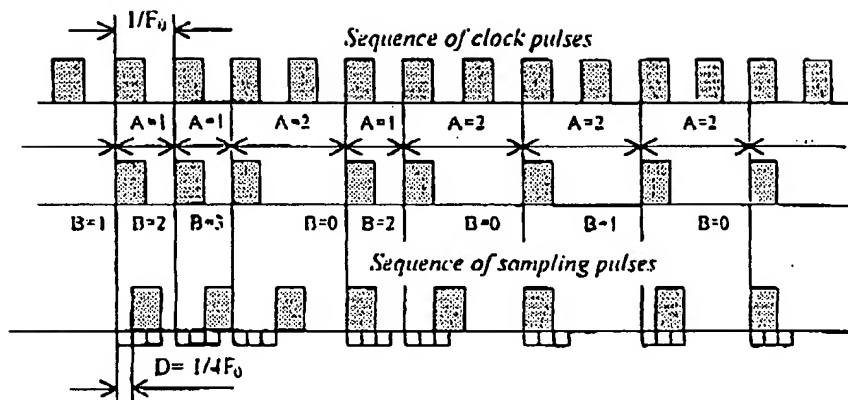 1/F₀
Sequence of clock pulses
A=1 A=1 A=2 A=1 A=2 A=2 A=2
B=1 B=2 B=3 B=0 B=2 B=0 B=1 B=0
Sequence of sampling pulses
D= 1/4F₀